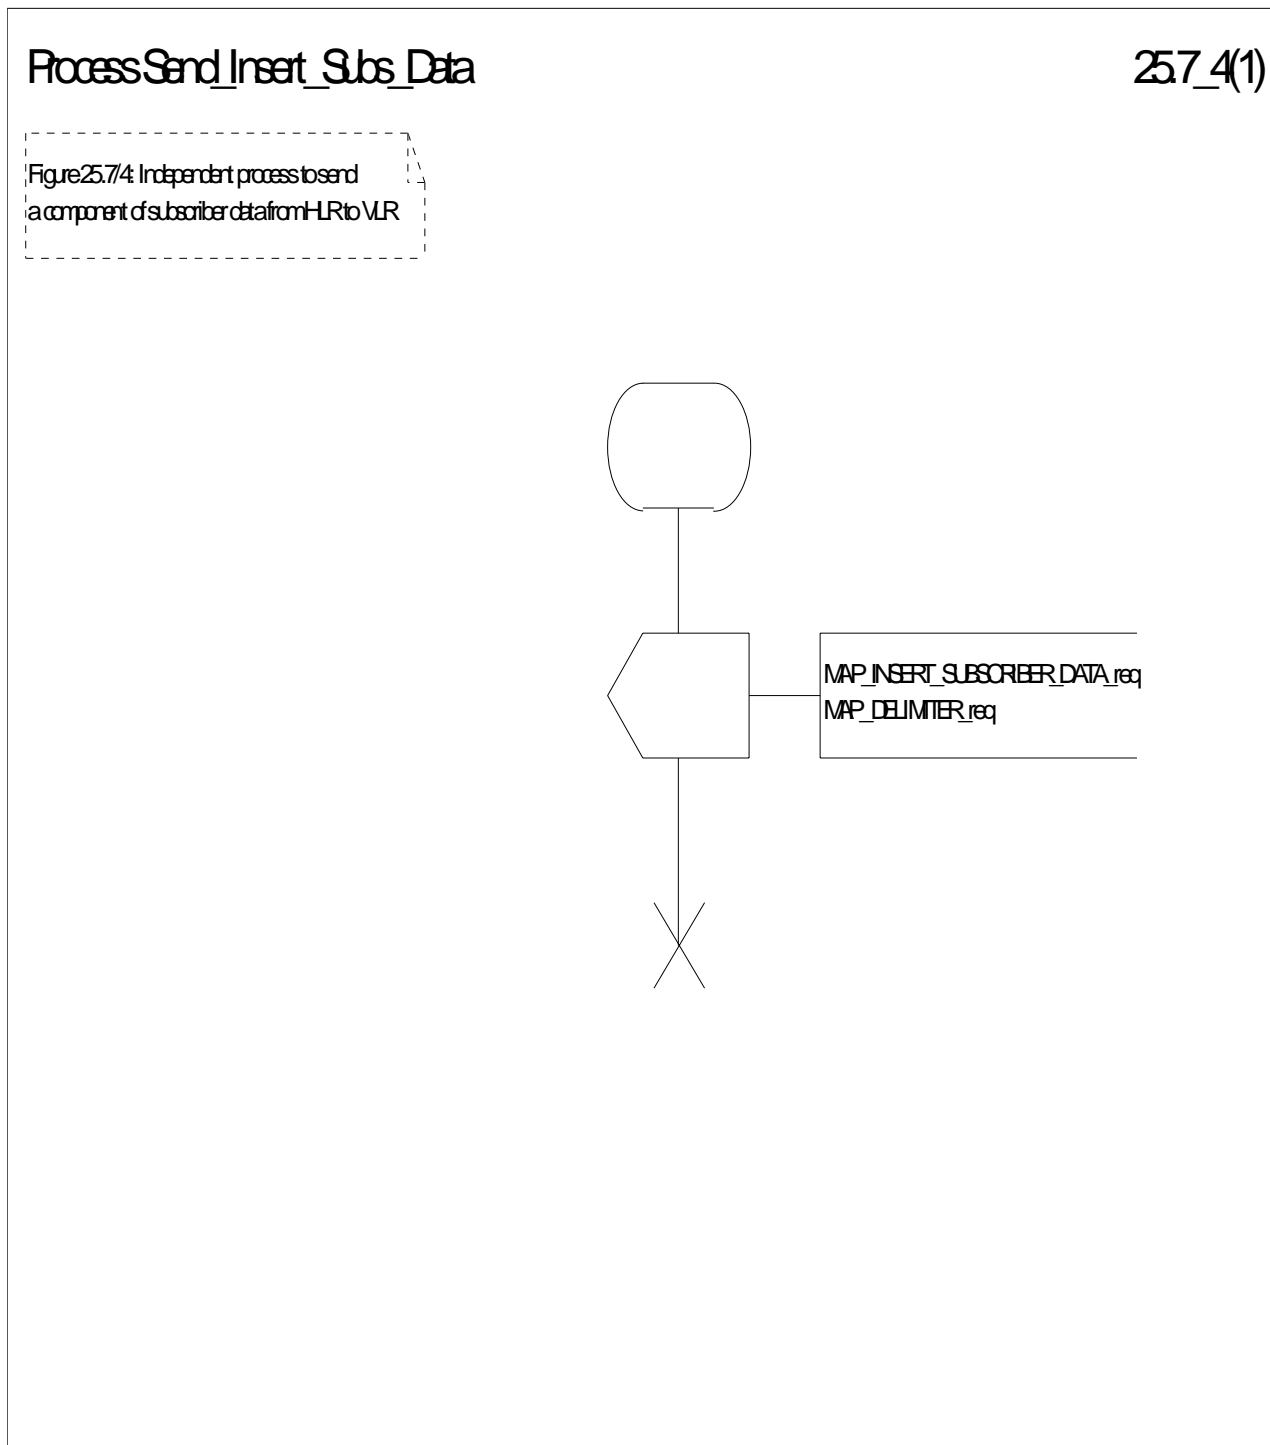 Process Send_Insert_Subs_Data
25.7_4(1)
Figure 25.7/4: Independent process to send
a component of subscriber data from HLR to VLR
MAP_INSERT_SUBSCRIBER_DATA_req
MAP_DELIMITER_req